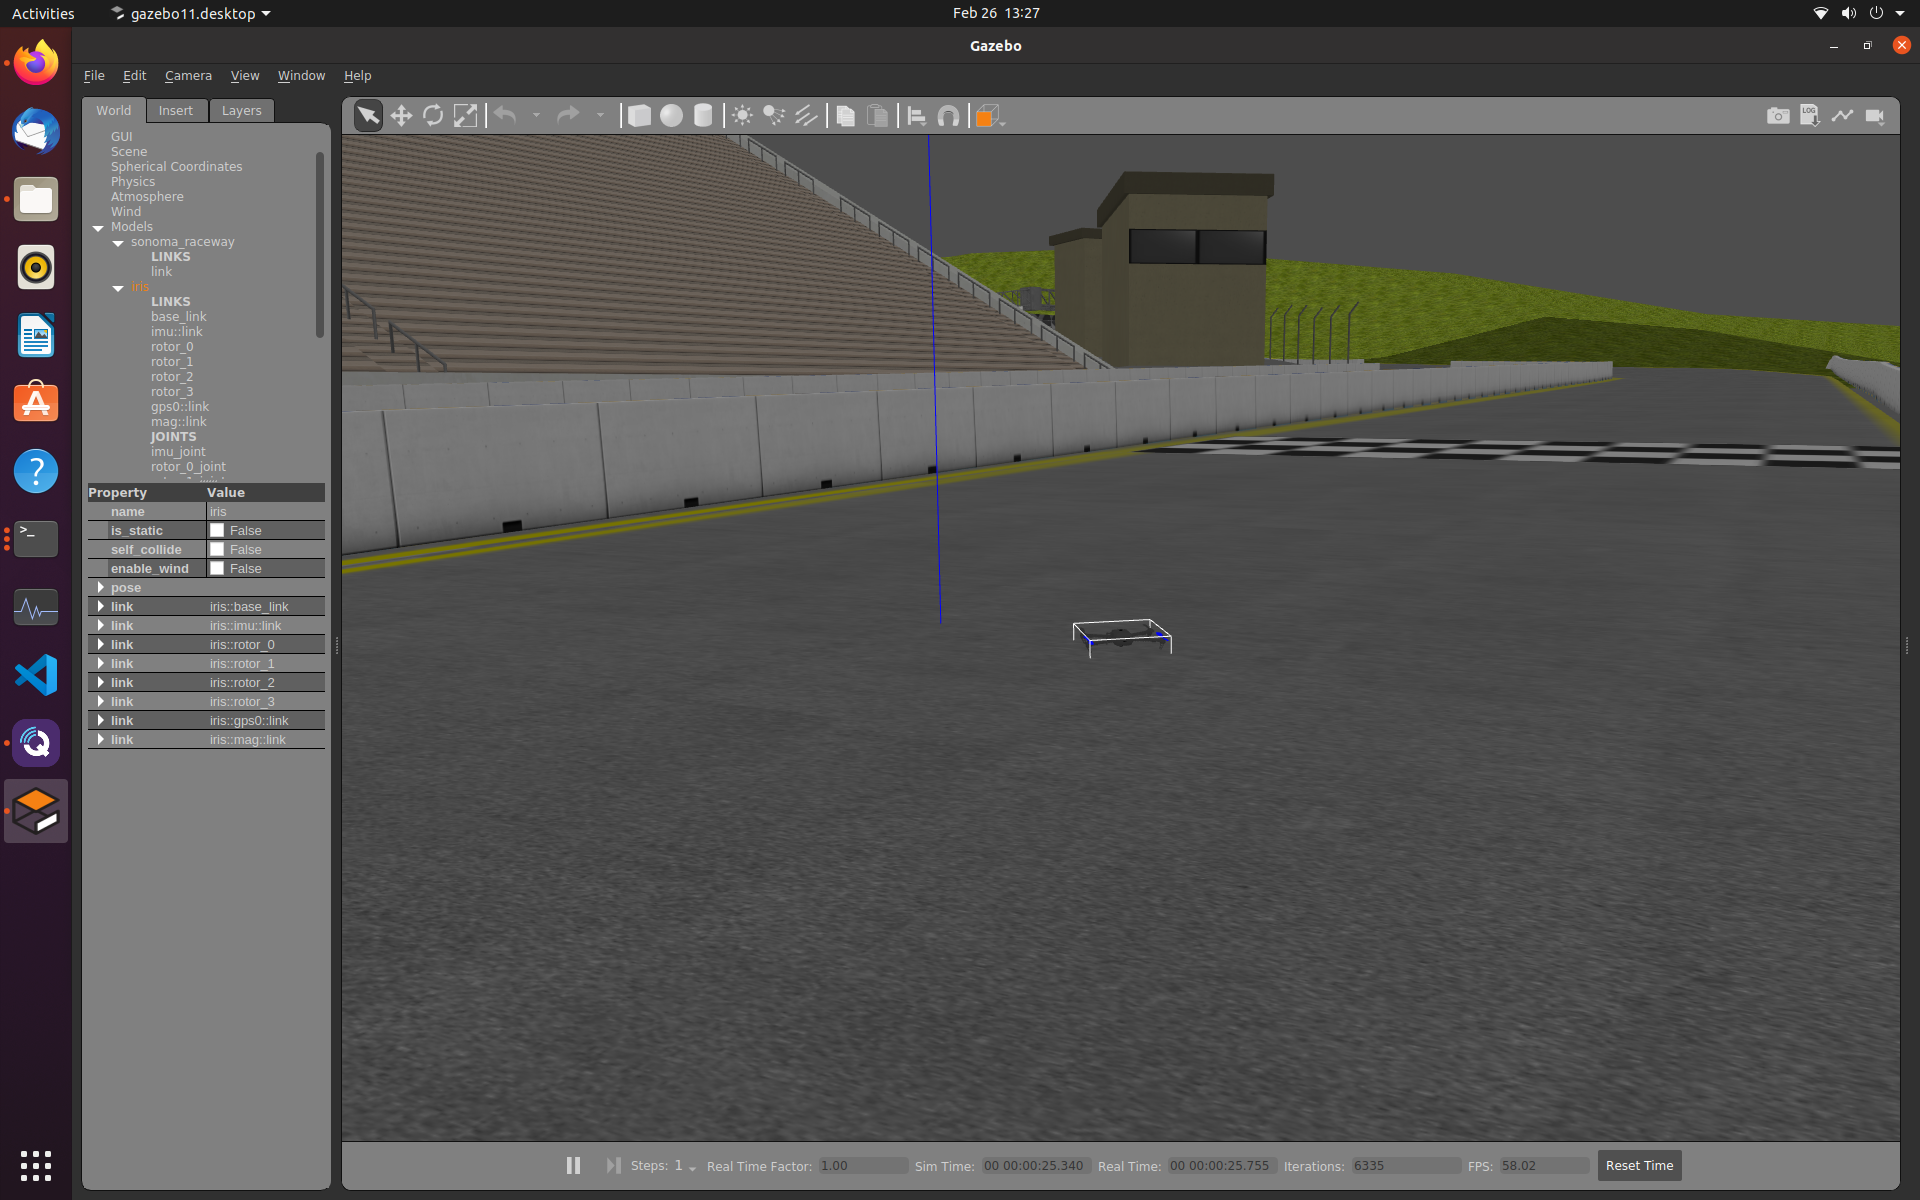 Activities
gazebo11.desktop
Feb 26 13:27
Gazebo
File Edit Camera View Window Help
World Insert Layers
LOG
GUI
Scene
Spherical Coordinates
Physics
Atmosphere
Wind
Models
sonoma_raceway
LINKS
link
iris
LINKS
base_link
imu::link
rotor_0
rotor_1
rotor_2
rotor_3
gps0::link
mag::link
JOINTS
imu_joint
rotor_0_joint
Property Value
name iris
is_static False
self_collide False
enable_wind False
pose
link iris::base_link
link iris::imu::link
link iris::rotor_0
link iris::rotor_1
link iris::rotor_2
link iris::rotor_3
link iris::gps0::link
link iris::mag::link
Steps: 1 Real Time Factor: 1.00 Sim Time: 00 00:00:25.340 Real Time: 00 00:00:25.755 Iterations: 6335 FPS: 58.02 Reset Time